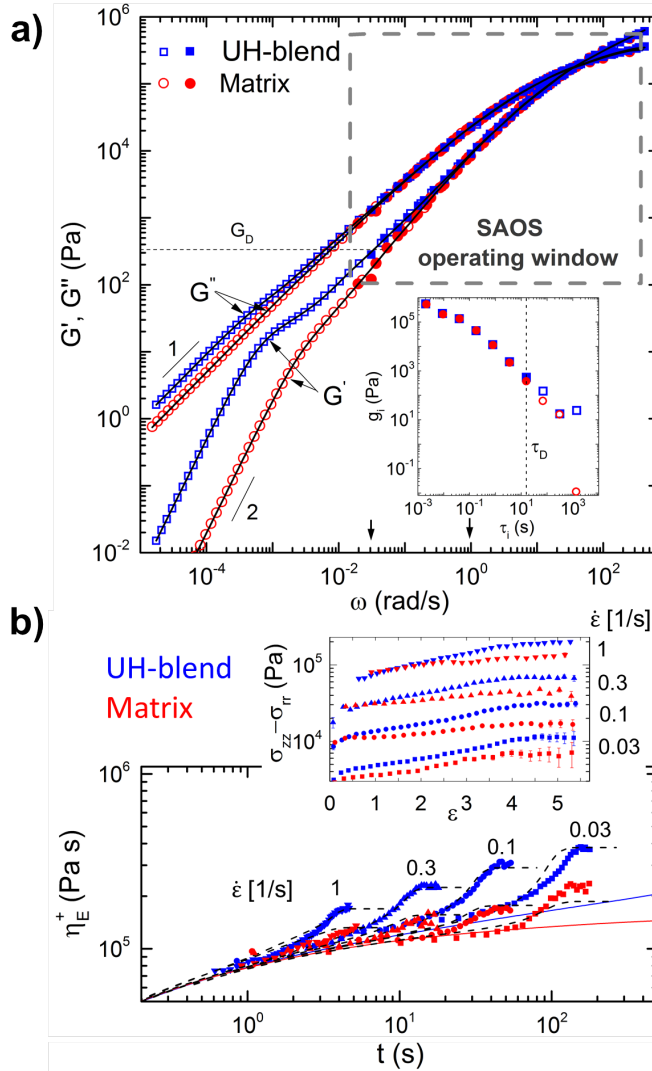 a)
10^6
UH-blend
Matrix
10^4
G_D
SAOS
operating window
10^2
G', G" (Pa)
G"
1
10^0
G'
2
10^-2
10^-4
10^-2
10^0
10^2
ω (rad/s)
g_i (Pa)
10^5
10^3
10^1
10^-1
τ_D
10^-3
10^-1
10^1
10^3
τ_i (s)
b)
UH-blend
Matrix
σ_zz−σ_rr (Pa)
10^5
10^4
ε̇ [1/s]
1
0.3
0.1
0.03
0 1 2 3 4 5
ε
10^6
η_E^+ [Pa s]
10^5
ε̇ [1/s]
1
0.3
0.1
0.03
10^0
10^1
10^2
t (s)